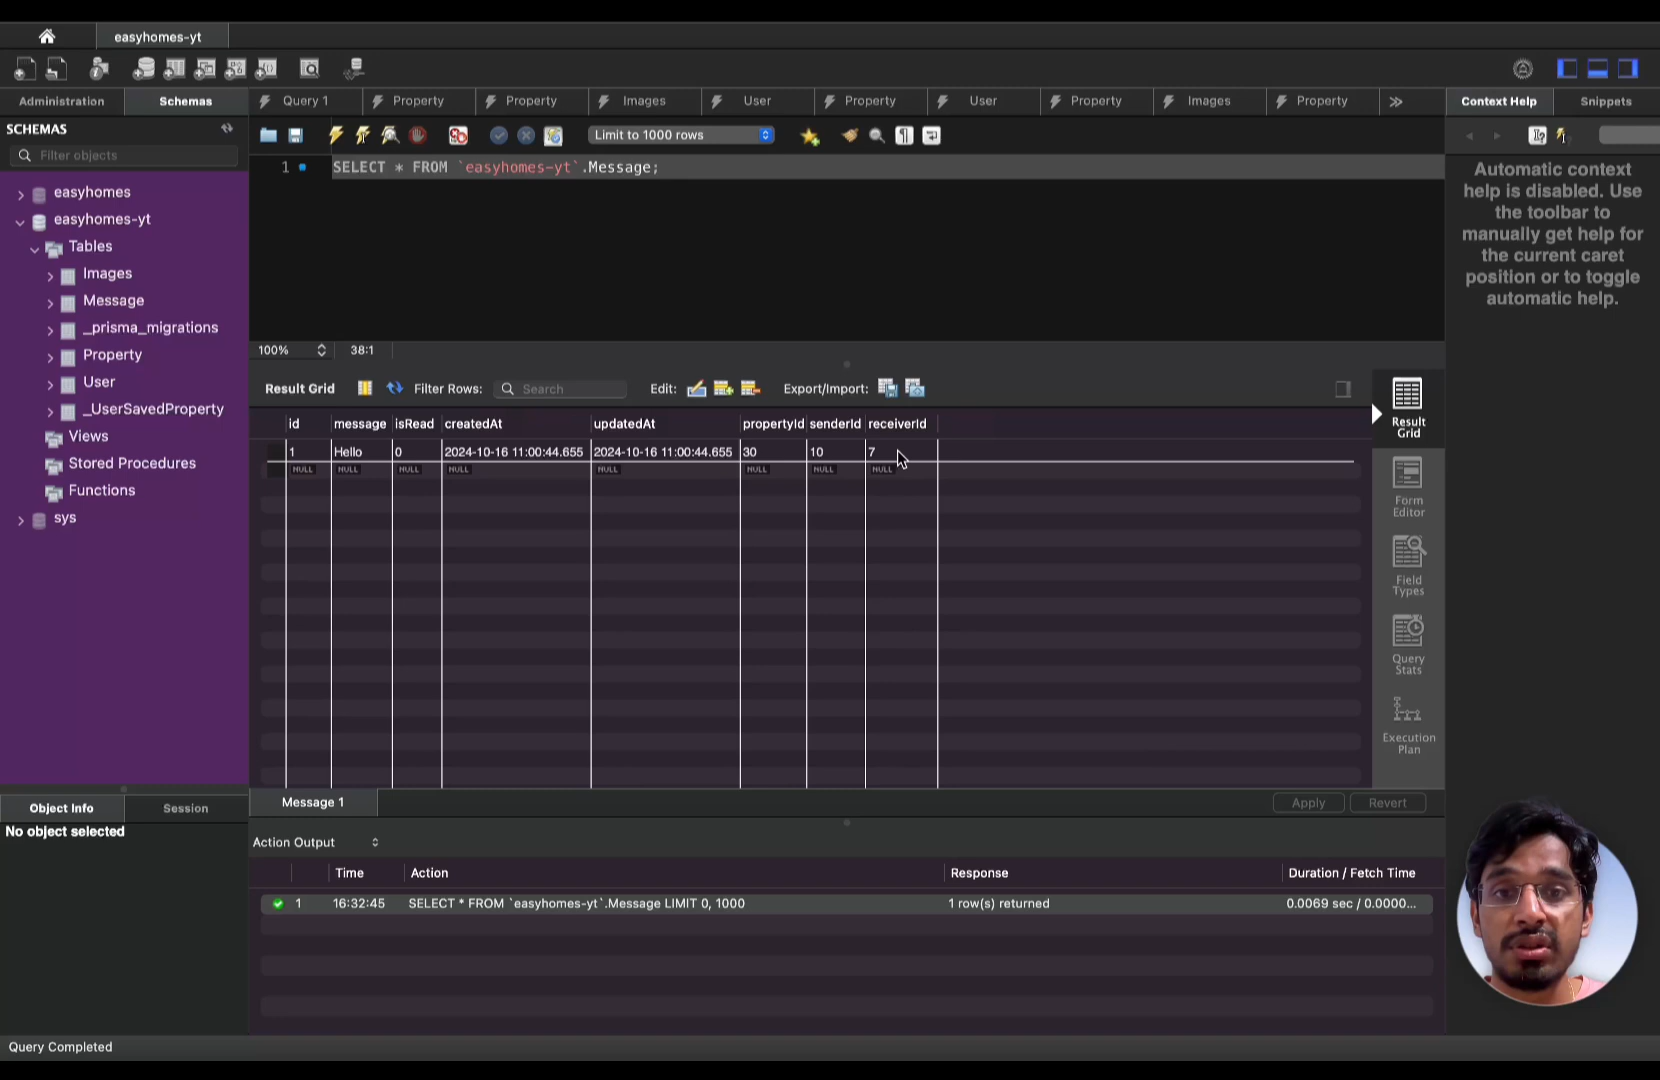 easyhomes-yt
Administration Schemas
Query 1 Property Property Images User Property User Property Images Property
Context Help Snippets
SCHEMAS
Filter objects
Limit to 1000 rows
1 SELECT * FROM `easyhomes-yt`.Message;
easyhomes
easyhomes-yt
Tables
Images
Message
_prisma_migrations
Property
User
_UserSavedProperty
Views
Stored Procedures
Functions
sys
Automatic context
help is disabled. Use
the toolbar to
manually get help for
the current caret
position or to toggle
automatic help.
100% 38:1
Result Grid Filter Rows: Search Edit: Export/Import:
id message isRead createdAt updatedAt propertyId senderId receiverId
1 Hello 0 2024-10-16 11:00:44.655 2024-10-16 11:00:44.655 30 10 7
NULL NULL NULL NULL NULL NULL NULL NULL
Result
Grid
Form
Editor
Field
Types
Query
Stats
Execution
Plan
Message 1 Apply Revert
Object Info Session
No object selected
Action Output
Time Action Response Duration / Fetch Time
1 16:32:45 SELECT * FROM `easyhomes-yt`.Message LIMIT 0, 1000 1 row(s) returned 0.0069 sec / 0.0000...
Query Completed